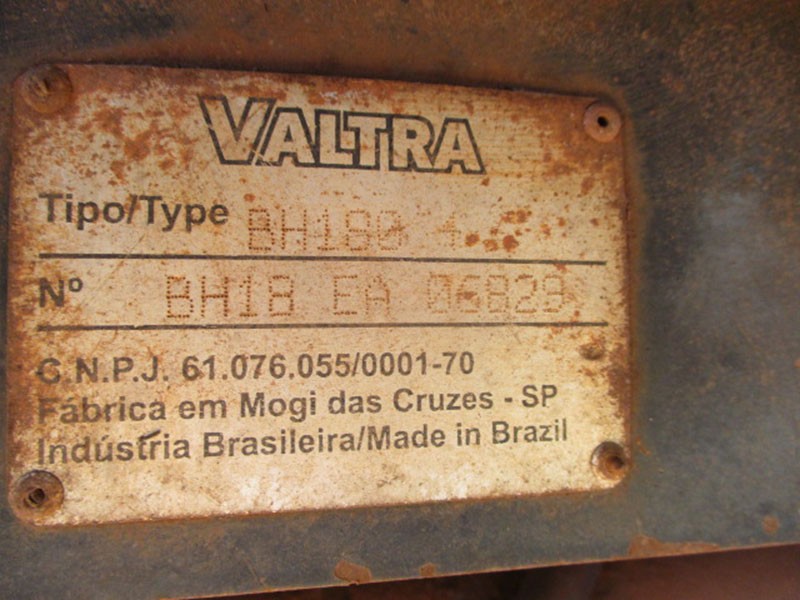 VALTRA
Tipo/Type BH180 4
Nº BH18 EA 06829
C.N.P.J. 61.076.055/0001-70
Fábrica em Mogi das Cruzes - SP
Indústria Brasileira/Made in Brazil